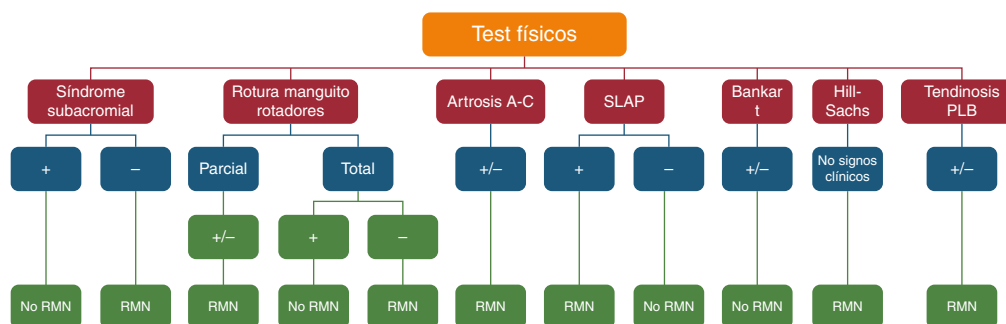 Test físicos
Síndrome
subacromial
Rotura manguito
rotadores
Artrosis A-C
SLAP
Bankar
t
Hill-
Sachs
Tendinosis
PLB
+
–
Parcial
Total
+/–
+
–
+/–
No signos
clínicos
+/–
+/–
+
–
No RMN
RMN
RMN
No RMN
RMN
RMN
RMN
No RMN
No RMN
RMN
RMN